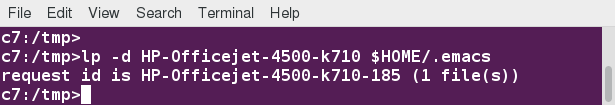 File Edit View Search Terminal Help
c7:/tmp>
c7:/tmp>lp -d HP-Officejet-4500-k710 $HOME/.emacs
request id is HP-Officejet-4500-k710-185 (1 file(s))
c7:/tmp>